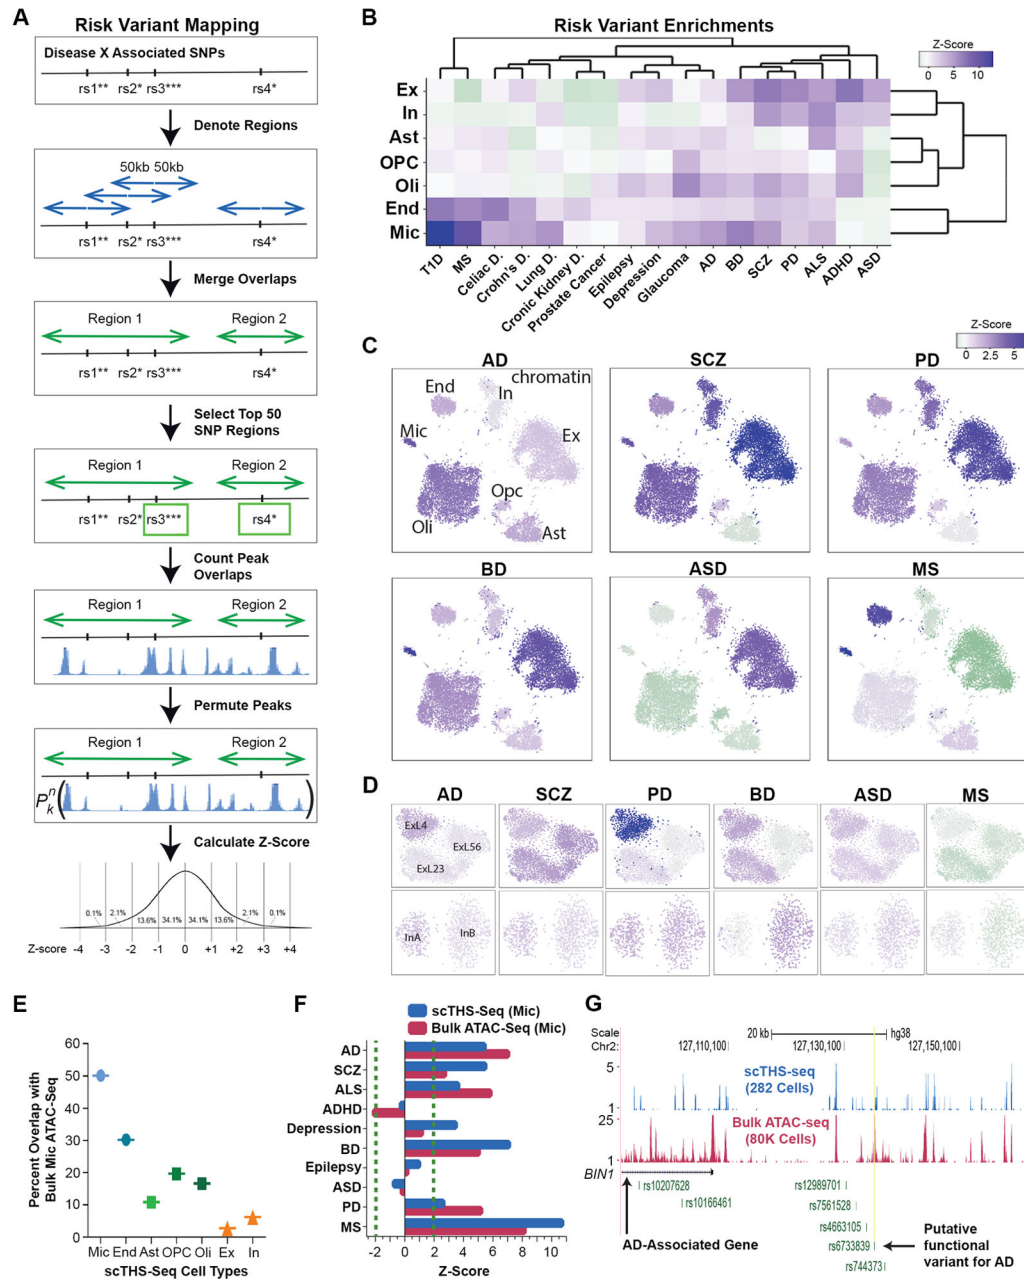 A
Risk Variant Mapping
Disease X Associated SNPs
rs1** rs2* rs3*** rs4*
Denote Regions
50kb 50kb
rs1** rs2* rs3*** rs4*
Merge Overlaps
Region 1 Region 2
rs1** rs2* rs3*** rs4*
Select Top 50
SNP Regions
Region 1 Region 2
rs1** rs2* rs3*** rs4*
Count Peak
Overlaps
Region 1 Region 2
Permute Peaks
Region 1 Region 2
P n k ( )
Calculate Z-Score
0.1% 2.1% 13.6% 34.1% 34.1% 13.6% 2.1% 0.1%
Z-score -4 -3 -2 -1 0 +1 +2 +3 +4
B
Risk Variant Enrichments
Z-Score
0 5 10
Ex
In
Ast
OPC
Oli
End
Mic
T1D MS Celiac D. Crohn's D. Lung D. Cronic Kidney D. Prostate Cancer Epilepsy Depression Glaucoma AD BD SCZ PD ALS ADHD ASD
C
Z-Score
0 2.5 5
AD SCZ PD
chromatin
End
In
Mic
Ex
Opc
Oli
Ast
BD ASD MS
D
AD SCZ PD BD ASD MS
ExL4
ExL56
ExL23
InA InB
E
Percent Overlap with
Bulk Mic ATAC-Seq
60
50
40
30
20
10
0
Mic End Ast OPC Oli Ex In
scTHS-Seq Cell Types
F
scTHS-Seq (Mic)
Bulk ATAC-Seq (Mic)
AD
SCZ
ALS
ADHD
Depression
BD
Epilepsy
ASD
PD
MS
-2 0 2 4 6 8 10
Z-Score
G
Scale 20 kb hg38
Chr2: 127,110,100 127,130,100 127,150,100
5
scTHS-seq
(282 Cells)
1
25
Bulk ATAC-seq
(80K Cells)
1
BIN1
rs10207628 rs12989701
rs10166461 rs7561528
rs4663105
rs6733839
rs744373
AD-Associated Gene
Putative
functional
variant for AD